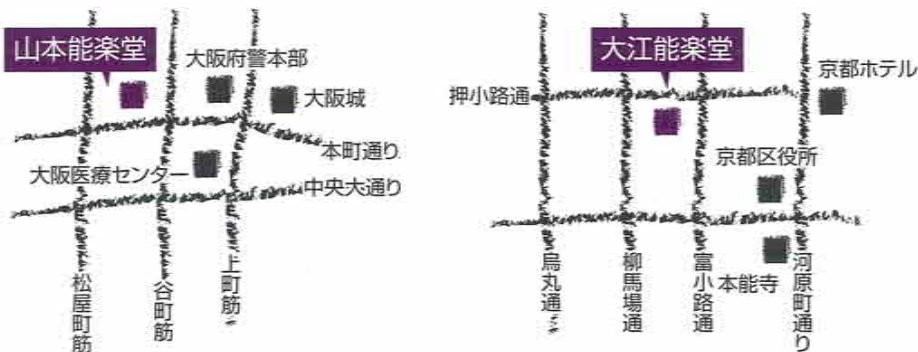 山本能楽堂
大阪府警本部
大阪城
本町通り
大阪医療センター
中央大通り
松屋町筋
谷町筋
上町筋
大江能楽堂
京都ホテル
押小路通
京都区役所
本能寺
烏丸通
柳馬場通
富小路通
河原町通り